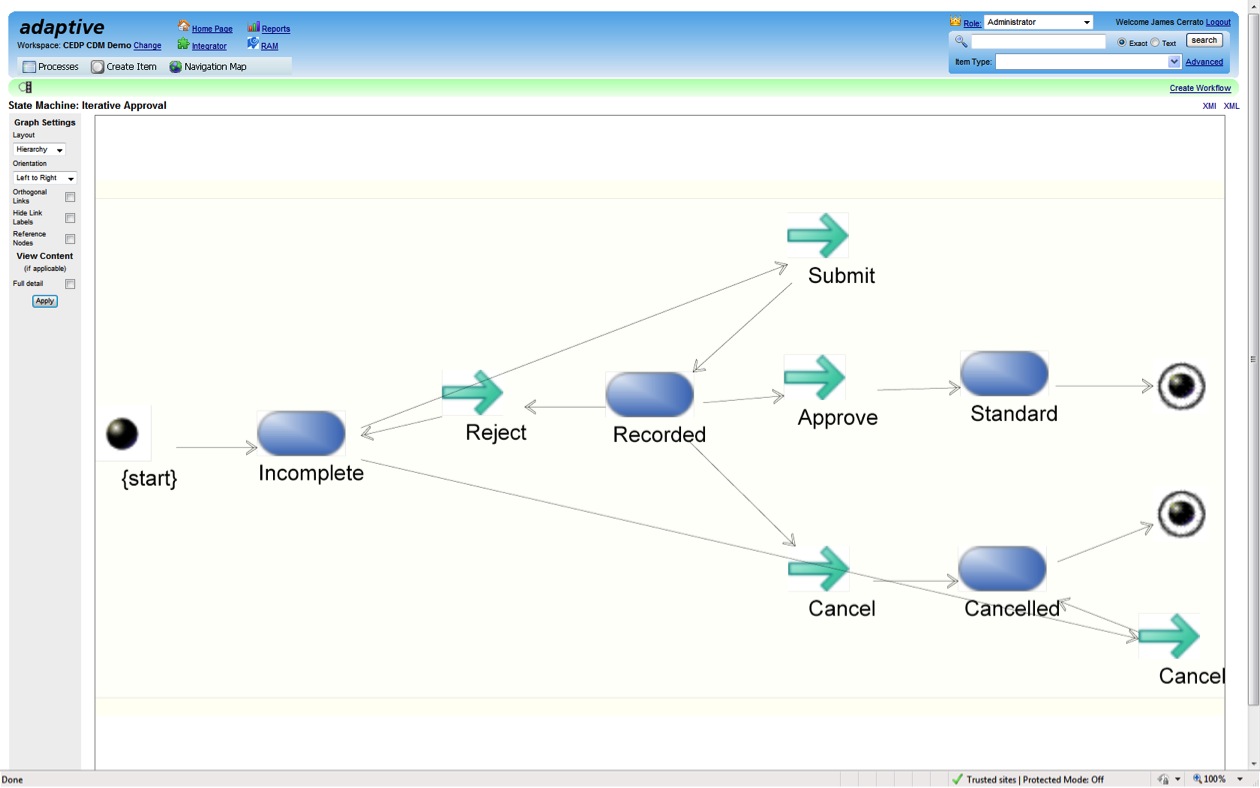 adaptive
Home Page
Reports
Workspace: CEDP CDM Demo Change
Integrator
RAM
Role: Administrator
Welcome James Cerrato Logout
Exact Text search
Item Type: Advanced
Processes Create Item Navigation Map
Create Workflow
State Machine: Iterative Approval
XMI XML
Graph Settings
Layout
Hierarchy
Orientation
Left to Right
Orthogonal
Links
Hide Link
Labels
Reference
Nodes
View Content
(if applicable)
Full detail
Apply
Submit
Approve
Standard
Reject
Recorded
{start}
Incomplete
Cancel
Cancelled
Cancel
Done
Trusted sites | Protected Mode: Off
100%